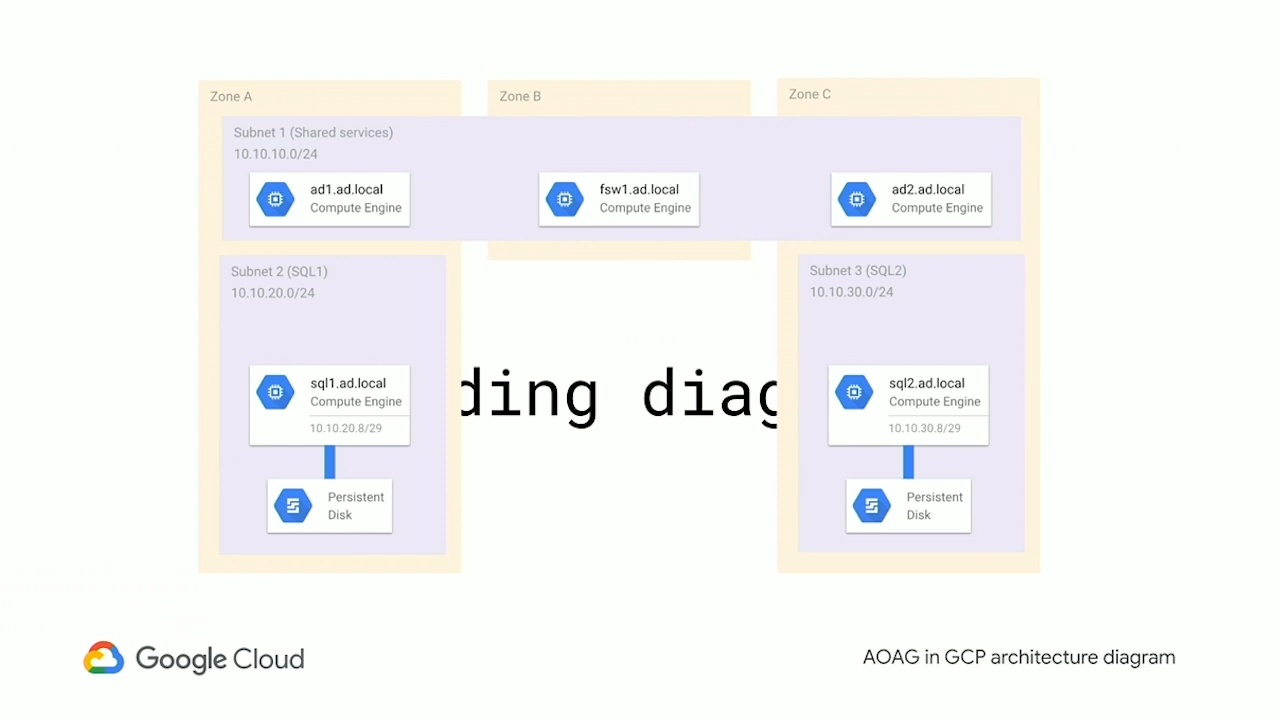 Zone A
Zone B
Zone C
Subnet 1 (Shared services)
10.10.10.0/24
ad1.ad.local
Compute Engine
fsw1.ad.local
Compute Engine
ad2.ad.local
Compute Engine
Subnet 2 (SQL1)
10.10.20.0/24
sql1.ad.local
Compute Engine
10.10.20.8/29
Persistent
Disk
ding diag
Subnet 3 (SQL2)
10.10.30.0/24
sql2.ad.local
Compute Engine
10.10.30.8/29
Persistent
Disk
Google Cloud
AOAG in GCP architecture diagram